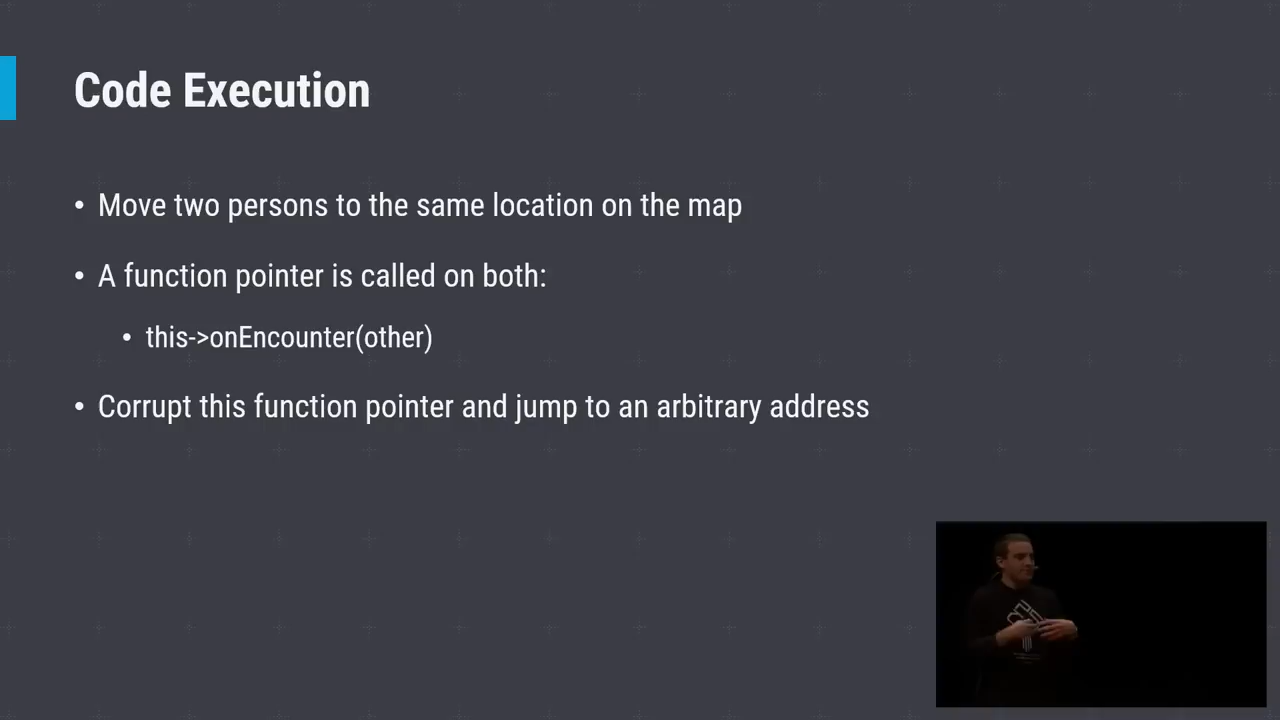 Code Execution
• Move two persons to the same location on the map
• A function pointer is called on both:
• this->onEncounter(other)
• Corrupt this function pointer and jump to an arbitrary address